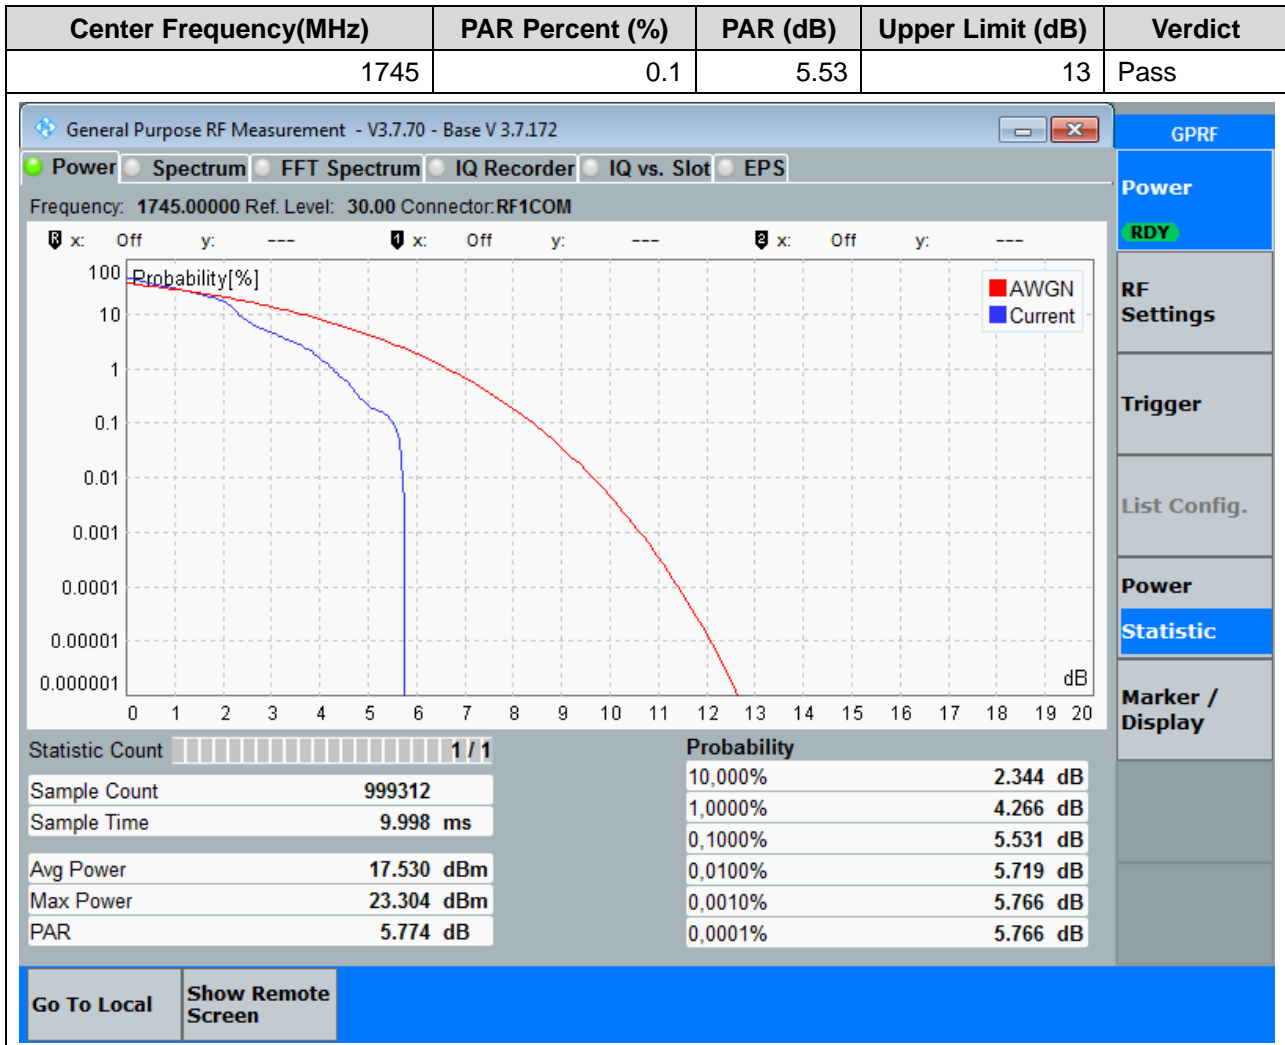 Center Frequency(MHz) PAR Percent (%) PAR (dB) Upper Limit (dB) Verdict
1745 0.1 5.53 13 Pass
General Purpose RF Measurement - V3.7.70 - Base V 3.7.172
GPRF
Power Spectrum FFT Spectrum IQ Recorder IQ vs. Slot EPS
Power
RDY
Frequency: 1745.00000 Ref. Level: 30.00 Connector: RF1COM
R x: Off y: --- 1 x: Off y: --- 2 x: Off y: ---
Probability[%]
AWGN
Current
100
10
1
0.1
0.01
0.001
0.0001
0.00001
0.000001
dB
0 1 2 3 4 5 6 7 8 9 10 11 12 13 14 15 16 17 18 19 20
RF
Settings
Trigger
List Config.
Power
Statistic
Marker /
Display
Statistic Count 1 / 1
Sample Count 999312
Sample Time 9.998 ms
Avg Power 17.530 dBm
Max Power 23.304 dBm
PAR 5.774 dB
Probability
10,000% 2.344 dB
1,0000% 4.266 dB
0,1000% 5.531 dB
0,0100% 5.719 dB
0,0010% 5.766 dB
0,0001% 5.766 dB
Go To Local
Show Remote
Screen